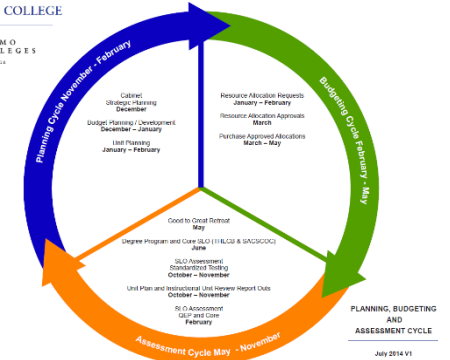 COLLEGE
MO
LEGES
Planning Cycle November - February
Budgeting Cycle February - May
Cabinet
Strategic Planning
December
Budget Planning / Development
December – January
Unit Planning
January – February
Resource Allocation Requests
January – February
Resource Allocation Approvals
March
Purchase Approved Allocations
March – May
Good to Great Retreat
May
Degree Program and Core SLO (THECB & SACSCOC)
June
SLO Assessment
Standardized Testing
October – November
Unit Plan and Instructional Unit Review Report Outs
October – November
SLO Assessment
QEP and Core
February
Assessment Cycle May - November
PLANNING, BUDGETING
AND
ASSESSMENT CYCLE
July 2014 V1